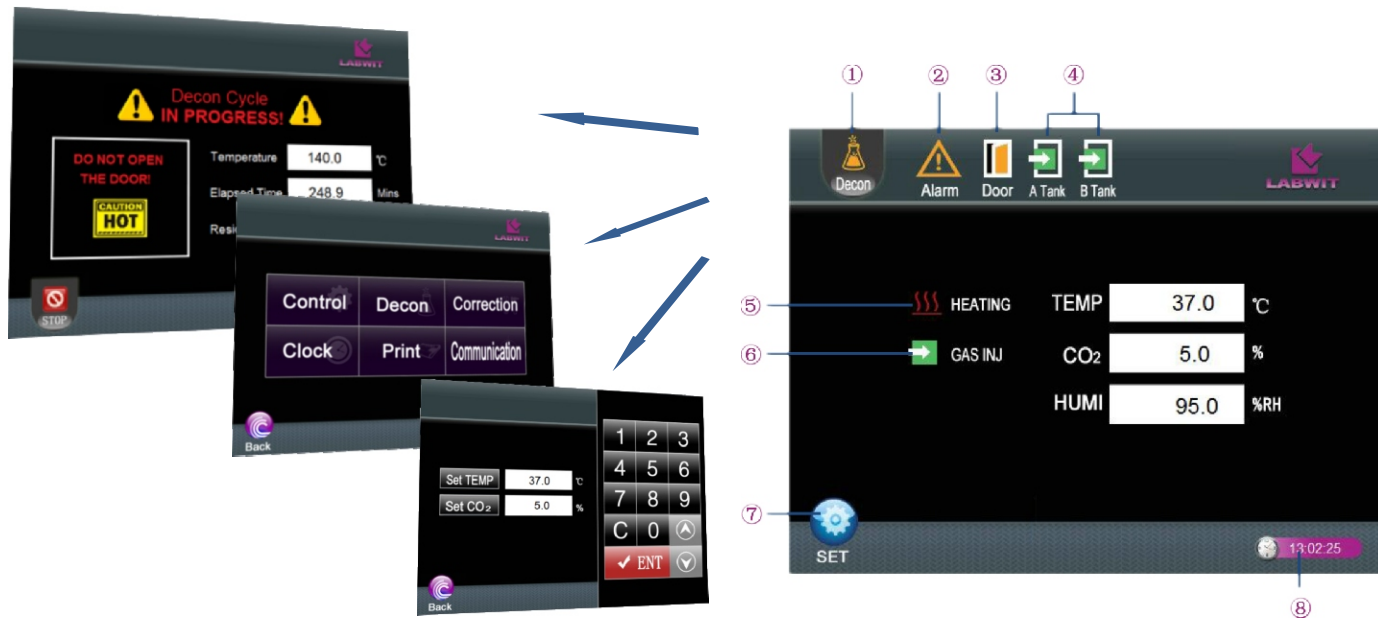 LABWIT
Decon Cycle
IN PROGRESS!
DO NOT OPEN
THE DOOR!
CAUTION
HOT
Temperature 140.0 ℃
Elapsed Time 248.9 Mins
STOP
LABWIT
Control Decon Correction
Clock Print Communication
Back
Set TEMP 37.0 ℃
Set CO₂ 5.0 %
1 2 3
4 5 6
7 8 9
C 0
ENT
Back
① ② ③ ④
Decon Alarm Door A Tank B Tank
LABWIT
⑤ HEATING TEMP 37.0 ℃
⑥ GAS INJ CO₂ 5.0 %
HUMI 95.0 %RH
⑦
SET
13:02:25
⑧